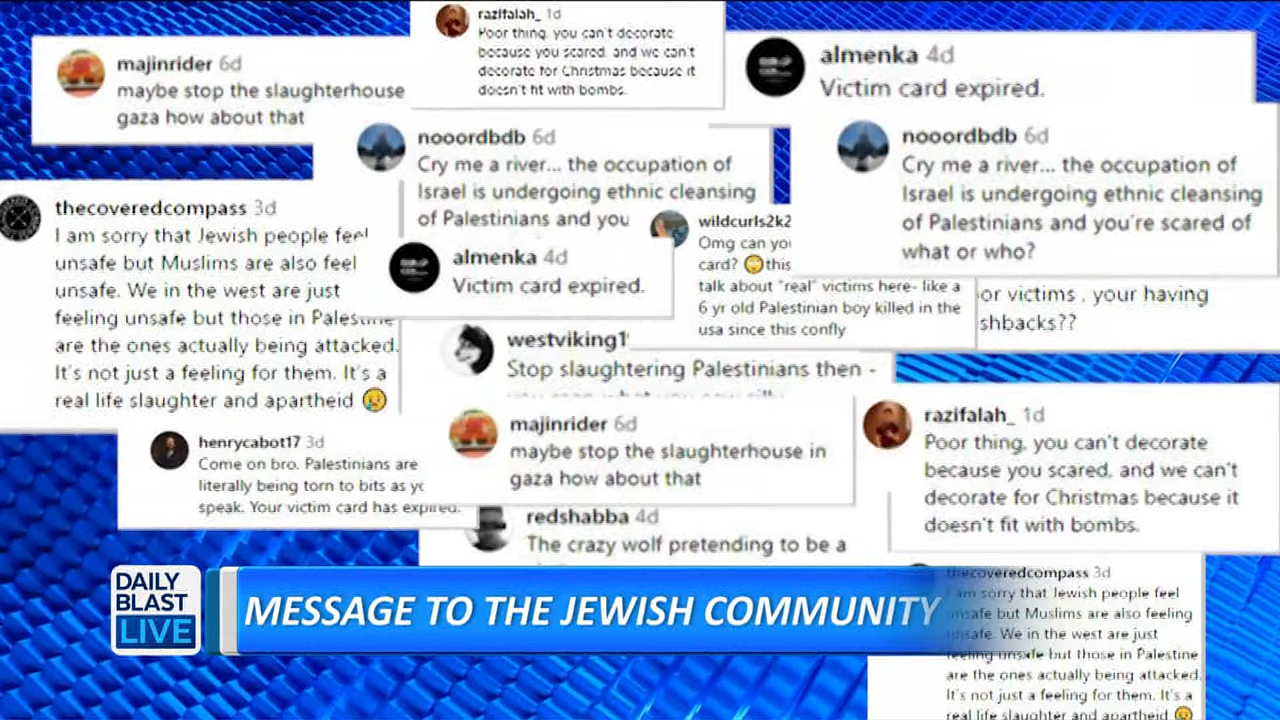 razifalah_ 1d
Poor thing, you can't decorate
because you scared, and we can't
decorate for Christmas because it
doesn't fit with bombs.
majinrider 6d
maybe stop the slaughterhouse
gaza how about that
almenka 4d
Victim card expired.
nooordbdb 6d
Cry me a river... the occupation of
Israel is undergoing ethnic cleansing
of Palestinians and you
nooordbdb 6d
Cry me a river... the occupation of
Israel is undergoing ethnic cleansing
of Palestinians and you're scared of
what or who?
thecoveredcompass 3d
I am sorry that Jewish people feel
unsafe but Muslims are also feel
unsafe. We in the west are just
feeling unsafe but those in Palestine
are the ones actually being attacked.
It's not just a feeling for them. It's a
real life slaughter and apartheid 😢
almenka 4d
Victim card expired.
wildcurls2k2
Omg can you
card? 🙄 this
talk about "real" victims here- like a
6 yr old Palestinian boy killed in the
usa since this confly
or victims , your having
shbacks??
westviking1
Stop slaughtering Palestinians then -
majinrider 6d
maybe stop the slaughterhouse in
gaza how about that
razifalah_ 1d
Poor thing, you can't decorate
because you scared, and we can't
decorate for Christmas because it
doesn't fit with bombs.
henrycabot17 3d
Come on bro. Palestinians are
literally being torn to bits as yo
speak. Your victim card has expired.
redshabba 4d
The crazy wolf pretending to be a
DAILY
BLAST
LIVE
MESSAGE TO THE JEWISH COMMUNITY
thecoveredcompass 3d
I am sorry that Jewish people feel
unsafe but Muslims are also feeling
unsafe. We in the west are just
feeling unsafe but those in Palestine
are the ones actually being attacked.
It's not just a feeling for them. It's a
real life slaughter and apartheid 😢